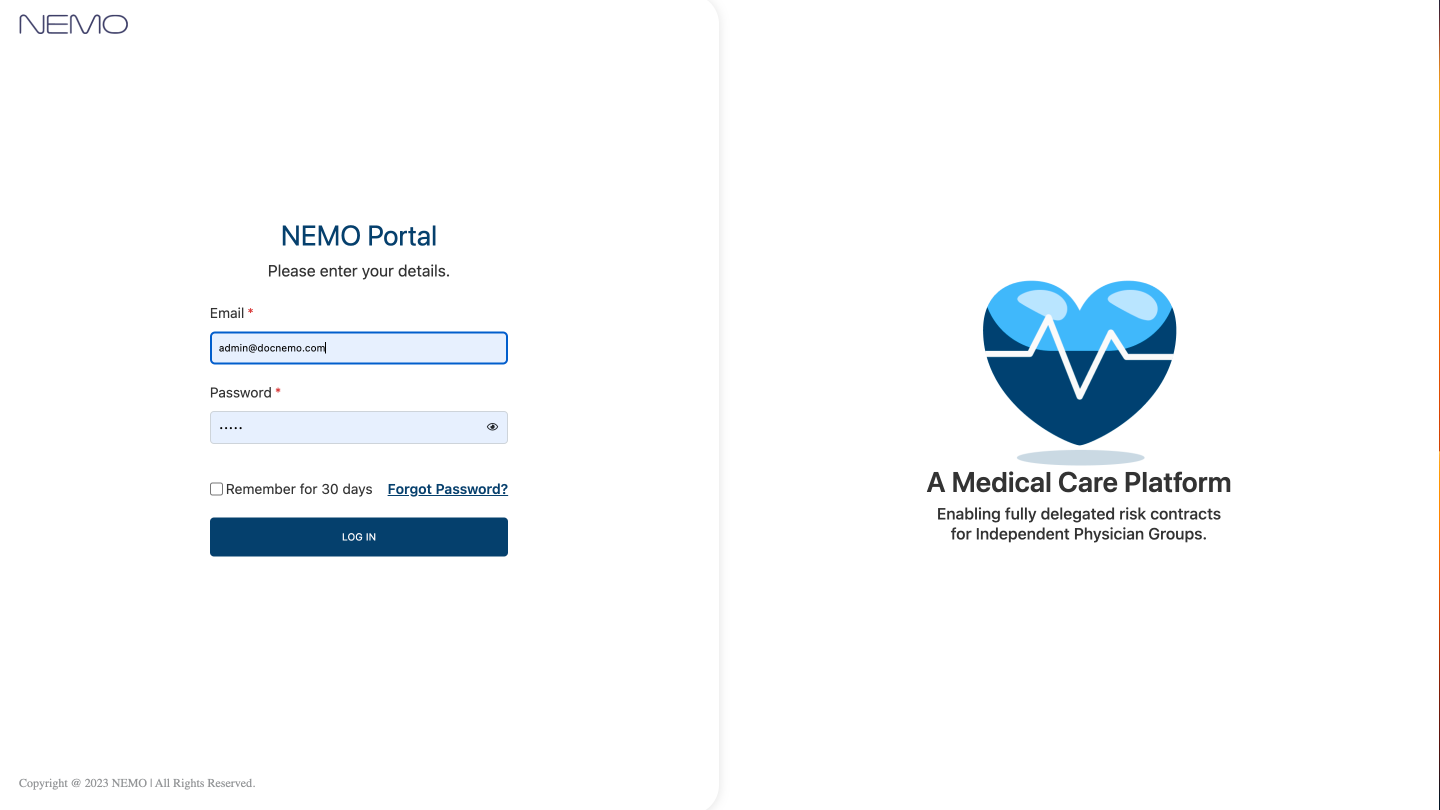 NEMO
NEMO Portal
Please enter your details.
Email *
admin@docnemo.com
Password *
•••••
Remember for 30 days Forgot Password?
LOG IN
Copyright @ 2023 NEMO | All Rights Reserved.
A Medical Care Platform
Enabling fully delegated risk contracts
for Independent Physician Groups.